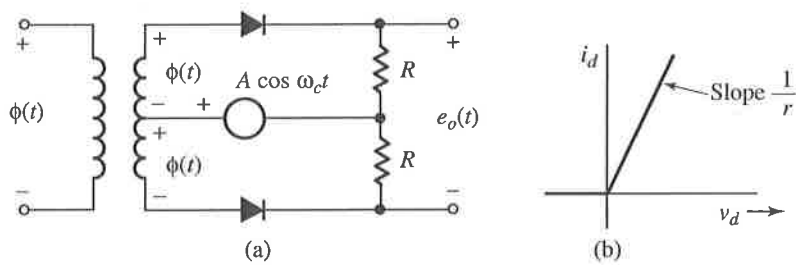 + φ(t) −
+ φ(t) −
+ φ(t) −
+ A cos ω_c t
R
R
+ e_o(t) −
(a)
i_d
Slope 1/r
v_d →
(b)